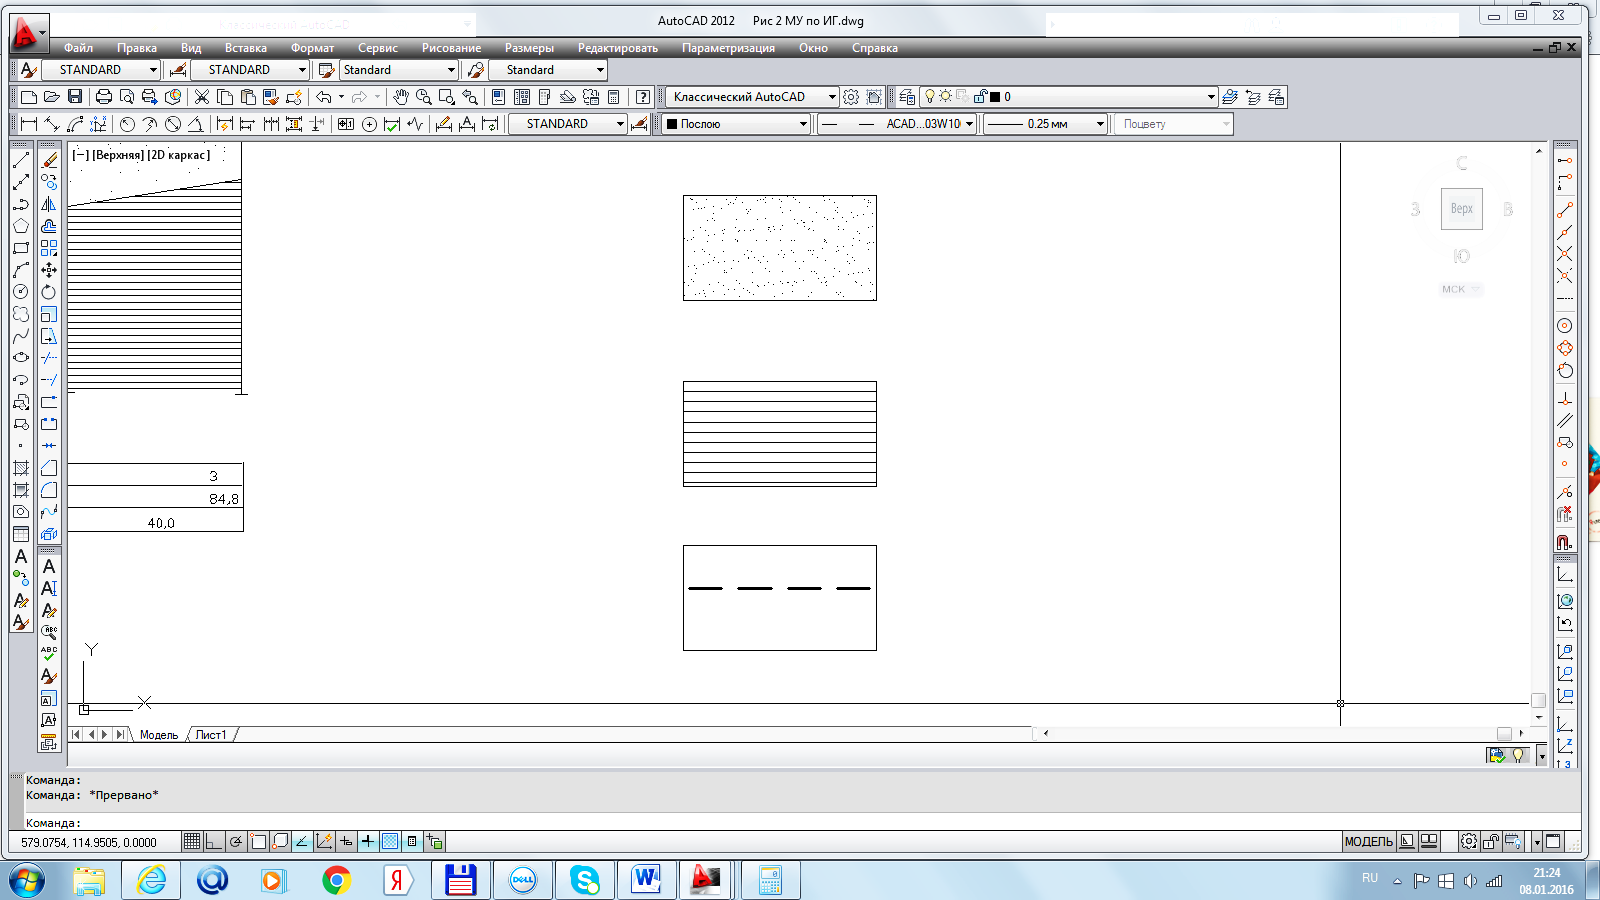 AutoCAD 2012 Рис 2 МУ по ИГ.dwg
Файл Правка Вид Вставка Формат Сервис Рисование Размеры Редактировать Параметризация Окно Справка
STANDARD STANDARD Standard Standard
Классический AutoCAD 0
STANDARD Послою ACAD...03W10 0.25 мм Поцвету
[–] [Верхняя] [2D каркас]
С
З Верх В
Ю
МСК
3
84,8
40,0
Y
X
Модель Лист1
Команда:
Команда: *Прервано*
Команда:
579.0754, 114.9505, 0.0000 МОДЕЛЬ
RU 21:24
08.01.2016